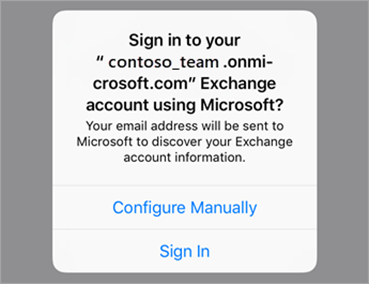 Sign in to your
“ contoso_team .onmi-
crosoft.com” Exchange
account using Microsoft?
Your email address will be sent to
Microsoft to discover your Exchange
account information.
Configure Manually
Sign In